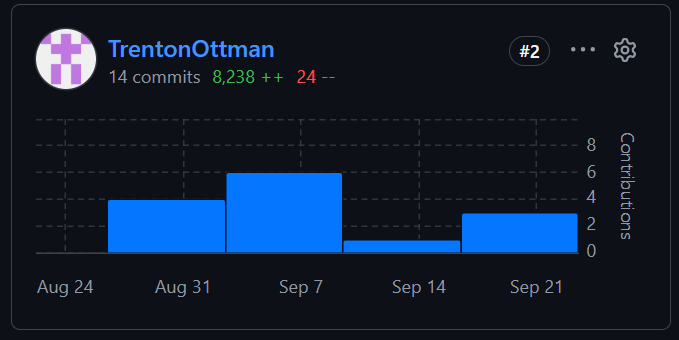 TrentonOttman
#2
14 commits 8,238 ++ 24 --
8
6
4
2
0
Contributions
Aug 24 Aug 31 Sep 7 Sep 14 Sep 21